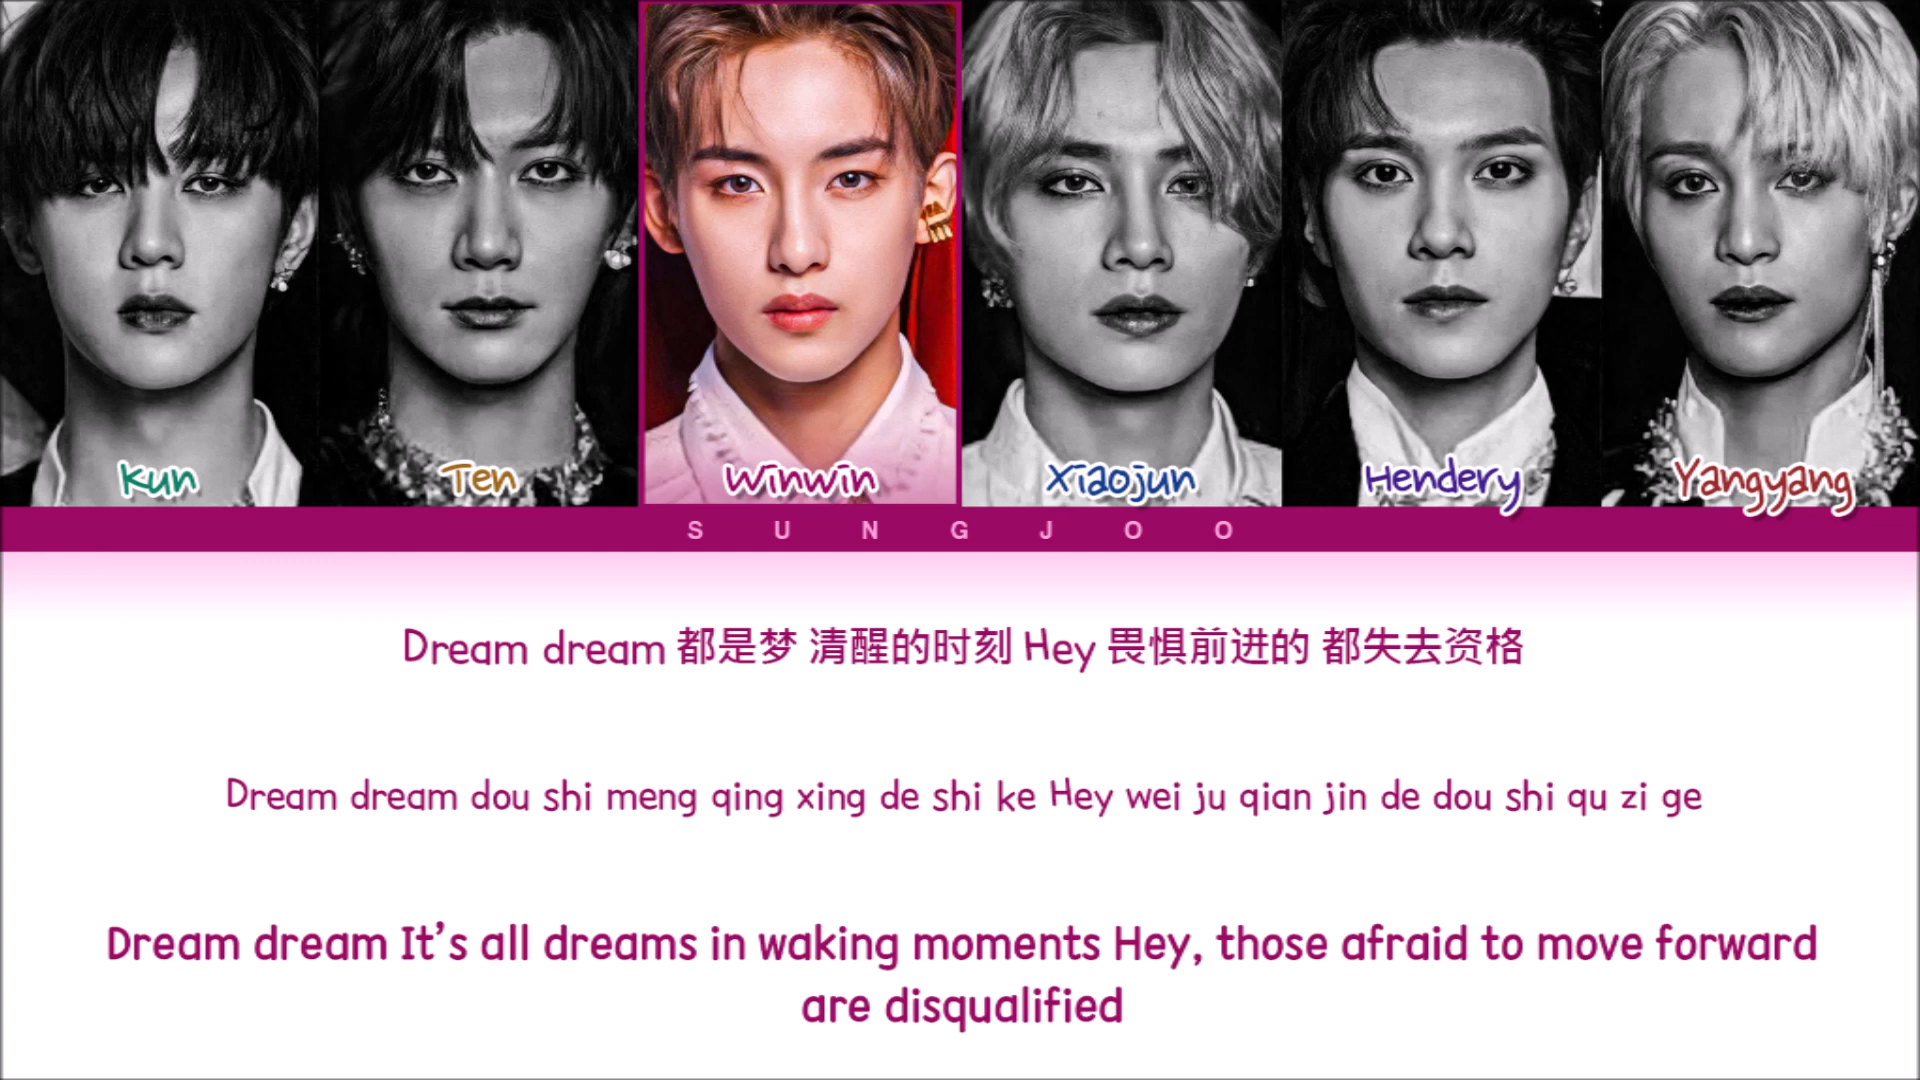 Kun Ten Winwin Xiaojun Hendery Yangyang
SUNGJOO
Dream dream 都是梦 清醒的时刻 Hey 畏惧前进的 都失去资格
Dream dream dou shi meng qing xing de shi ke Hey wei ju qian jin de dou shi qu zi ge
Dream dream It’s all dreams in waking moments Hey, those afraid to move forward
are disqualified